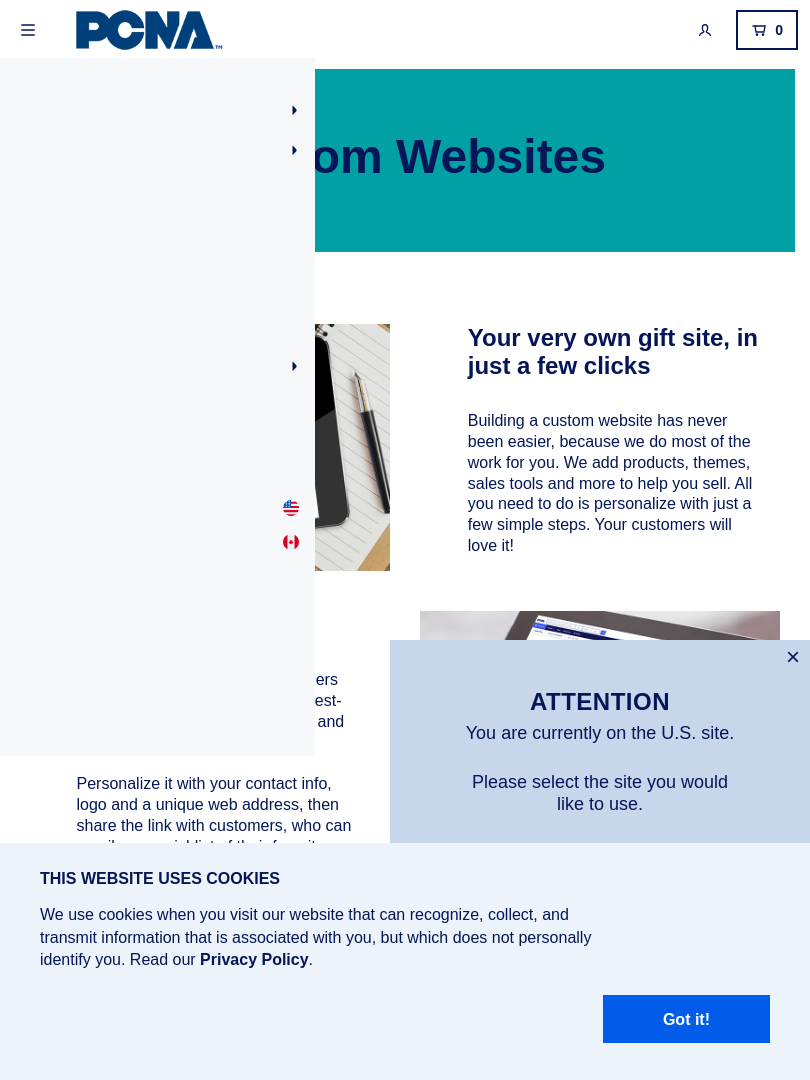 PCNA™
0
om Websites
Your very own gift site, in
just a few clicks
Building a custom website has never
been easier, because we do most of the
work for you. We add products, themes,
sales tools and more to help you sell. All
you need to do is personalize with just a
few simple steps. Your customers will
love it!
ers
est-
and
Personalize it with your contact info,
logo and a unique web address, then
share the link with customers, who can
×
ATTENTION
You are currently on the U.S. site.
Please select the site you would
like to use.
THIS WEBSITE USES COOKIES
We use cookies when you visit our website that can recognize, collect, and
transmit information that is associated with you, but which does not personally
identify you. Read our Privacy Policy.
Got it!